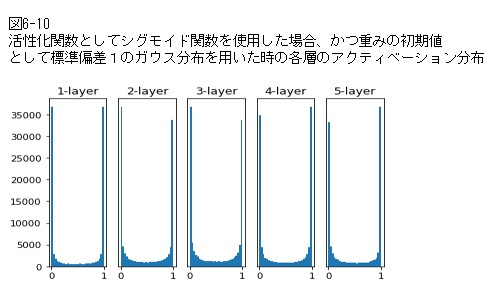 図6-10
活性化関数としてシグモイド関数を使用した場合、かつ重みの初期値
として標準偏差１のガウス分布を用いた時の各層のアクティベーション分布
1-layer 2-layer 3-layer 4-layer 5-layer
35000
30000
25000
20000
15000
10000
5000
0
0 1 0 1 0 1 0 1 0 1